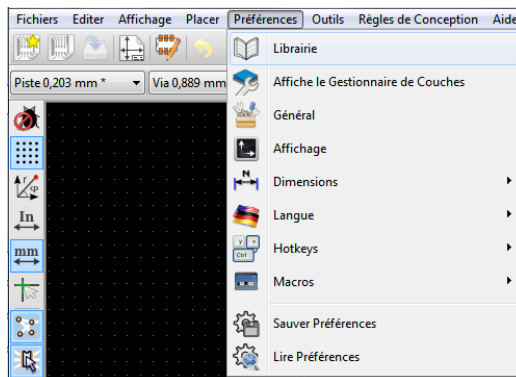 Fichiers Editer Affichage Placer Préférences Outils Règles de Conception Aide
Librairie
Piste 0,203 mm * Via 0,889 mm
Affiche le Gestionnaire de Couches
Général
Affichage
Dimensions
Langue
In
Hotkeys
mm
Macros
Sauver Préférences
Lire Préférences